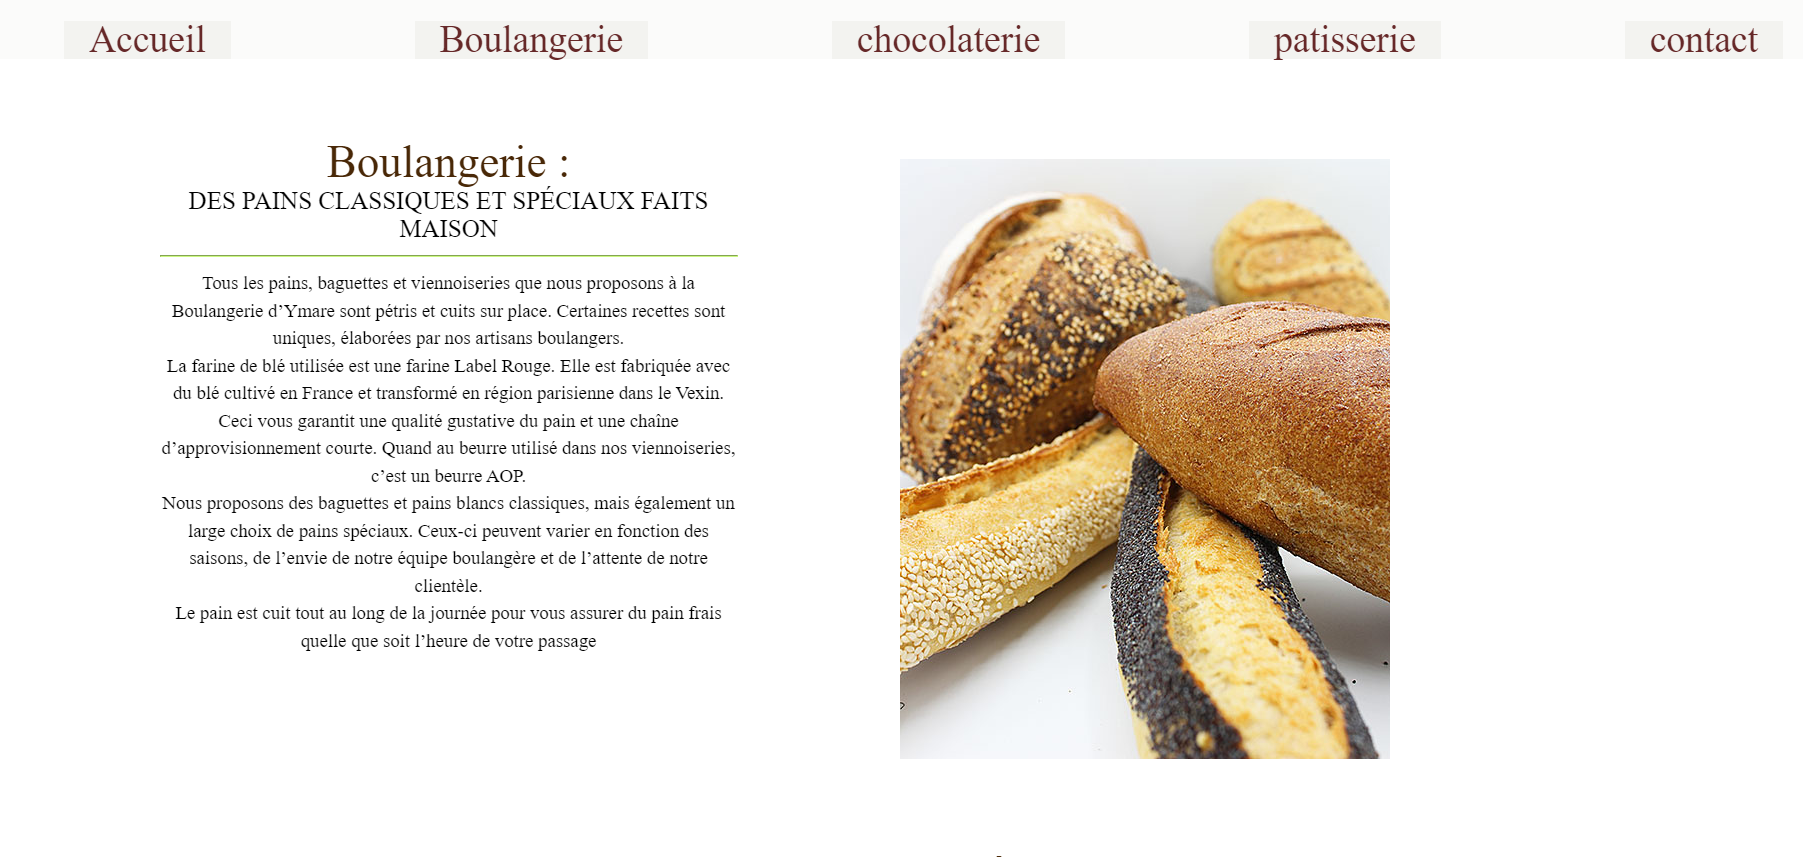 Accueil Boulangerie chocolaterie patisserie contact
Boulangerie :
DES PAINS CLASSIQUES ET SPÉCIAUX FAITS
MAISON
Tous les pains, baguettes et viennoiseries que nous proposons à la
Boulangerie d’Ymare sont pétris et cuits sur place. Certaines recettes sont
uniques, élaborées par nos artisans boulangers.
La farine de blé utilisée est une farine Label Rouge. Elle est fabriquée avec
du blé cultivé en France et transformé en région parisienne dans le Vexin.
Ceci vous garantit une qualité gustative du pain et une chaîne
d’approvisionnement courte. Quand au beurre utilisé dans nos viennoiseries,
c’est un beurre AOP.
Nous proposons des baguettes et pains blancs classiques, mais également un
large choix de pains spéciaux. Ceux-ci peuvent varier en fonction des
saisons, de l’envie de notre équipe boulangère et de l’attente de notre
clientèle.
Le pain est cuit tout au long de la journée pour vous assurer du pain frais
quelle que soit l’heure de votre passage